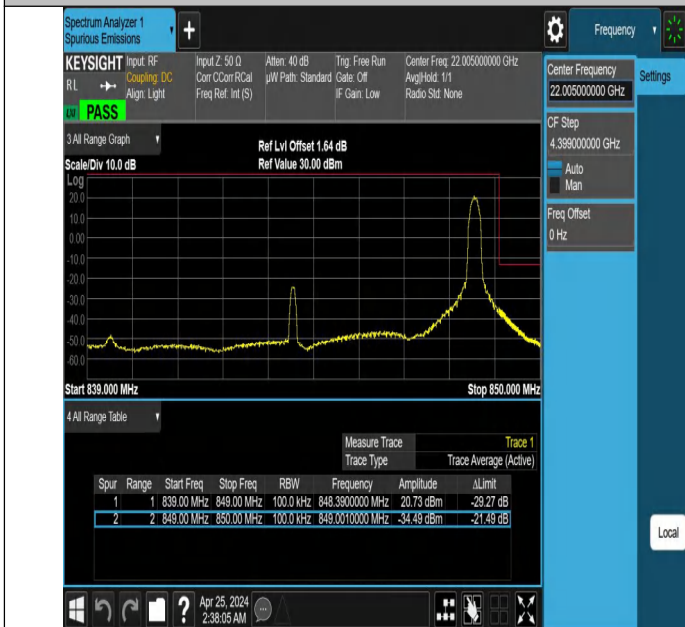 Spectrum Analyzer 1
Spurious Emissions
Frequency
KEYSIGHT
RL
Input: RF
Coupling: DC
Align: Light
Input Z: 50 Ω
Corr CCorr RCal
Freq Ref: Int (S)
Atten: 40 dB
µW Path: Standard
Trig: Free Run
Gate: Off
IF Gain: Low
Center Freq: 22.005000000 GHz
Avg|Hold: 1/1
Radio Std: None
PASS
Center Frequency
22.005000000 GHz
Settings
CF Step
4.399000000 GHz
Auto
Man
Freq Offset
0 Hz
3 All Range Graph
Ref Lvl Offset 1.64 dB
Scale/Div 10.0 dB
Ref Value 30.00 dBm
Log
20.0
10.0
0.00
-10.0
-20.0
-30.0
-40.0
-50.0
-60.0
Start 839.000 MHz
Stop 850.000 MHz
4 All Range Table
Measure Trace Trace 1
Trace Type Trace Average (Active)
Spur Range Start Freq Stop Freq RBW Frequency Amplitude ΔLimit
1 1 839.00 MHz 849.00 MHz 100.0 kHz 848.3900000 MHz 20.73 dBm -29.27 dB
2 2 849.00 MHz 850.00 MHz 100.0 kHz 849.0010000 MHz -34.49 dBm -21.49 dB
Local
?
Apr 25, 2024
2:38:05 AM